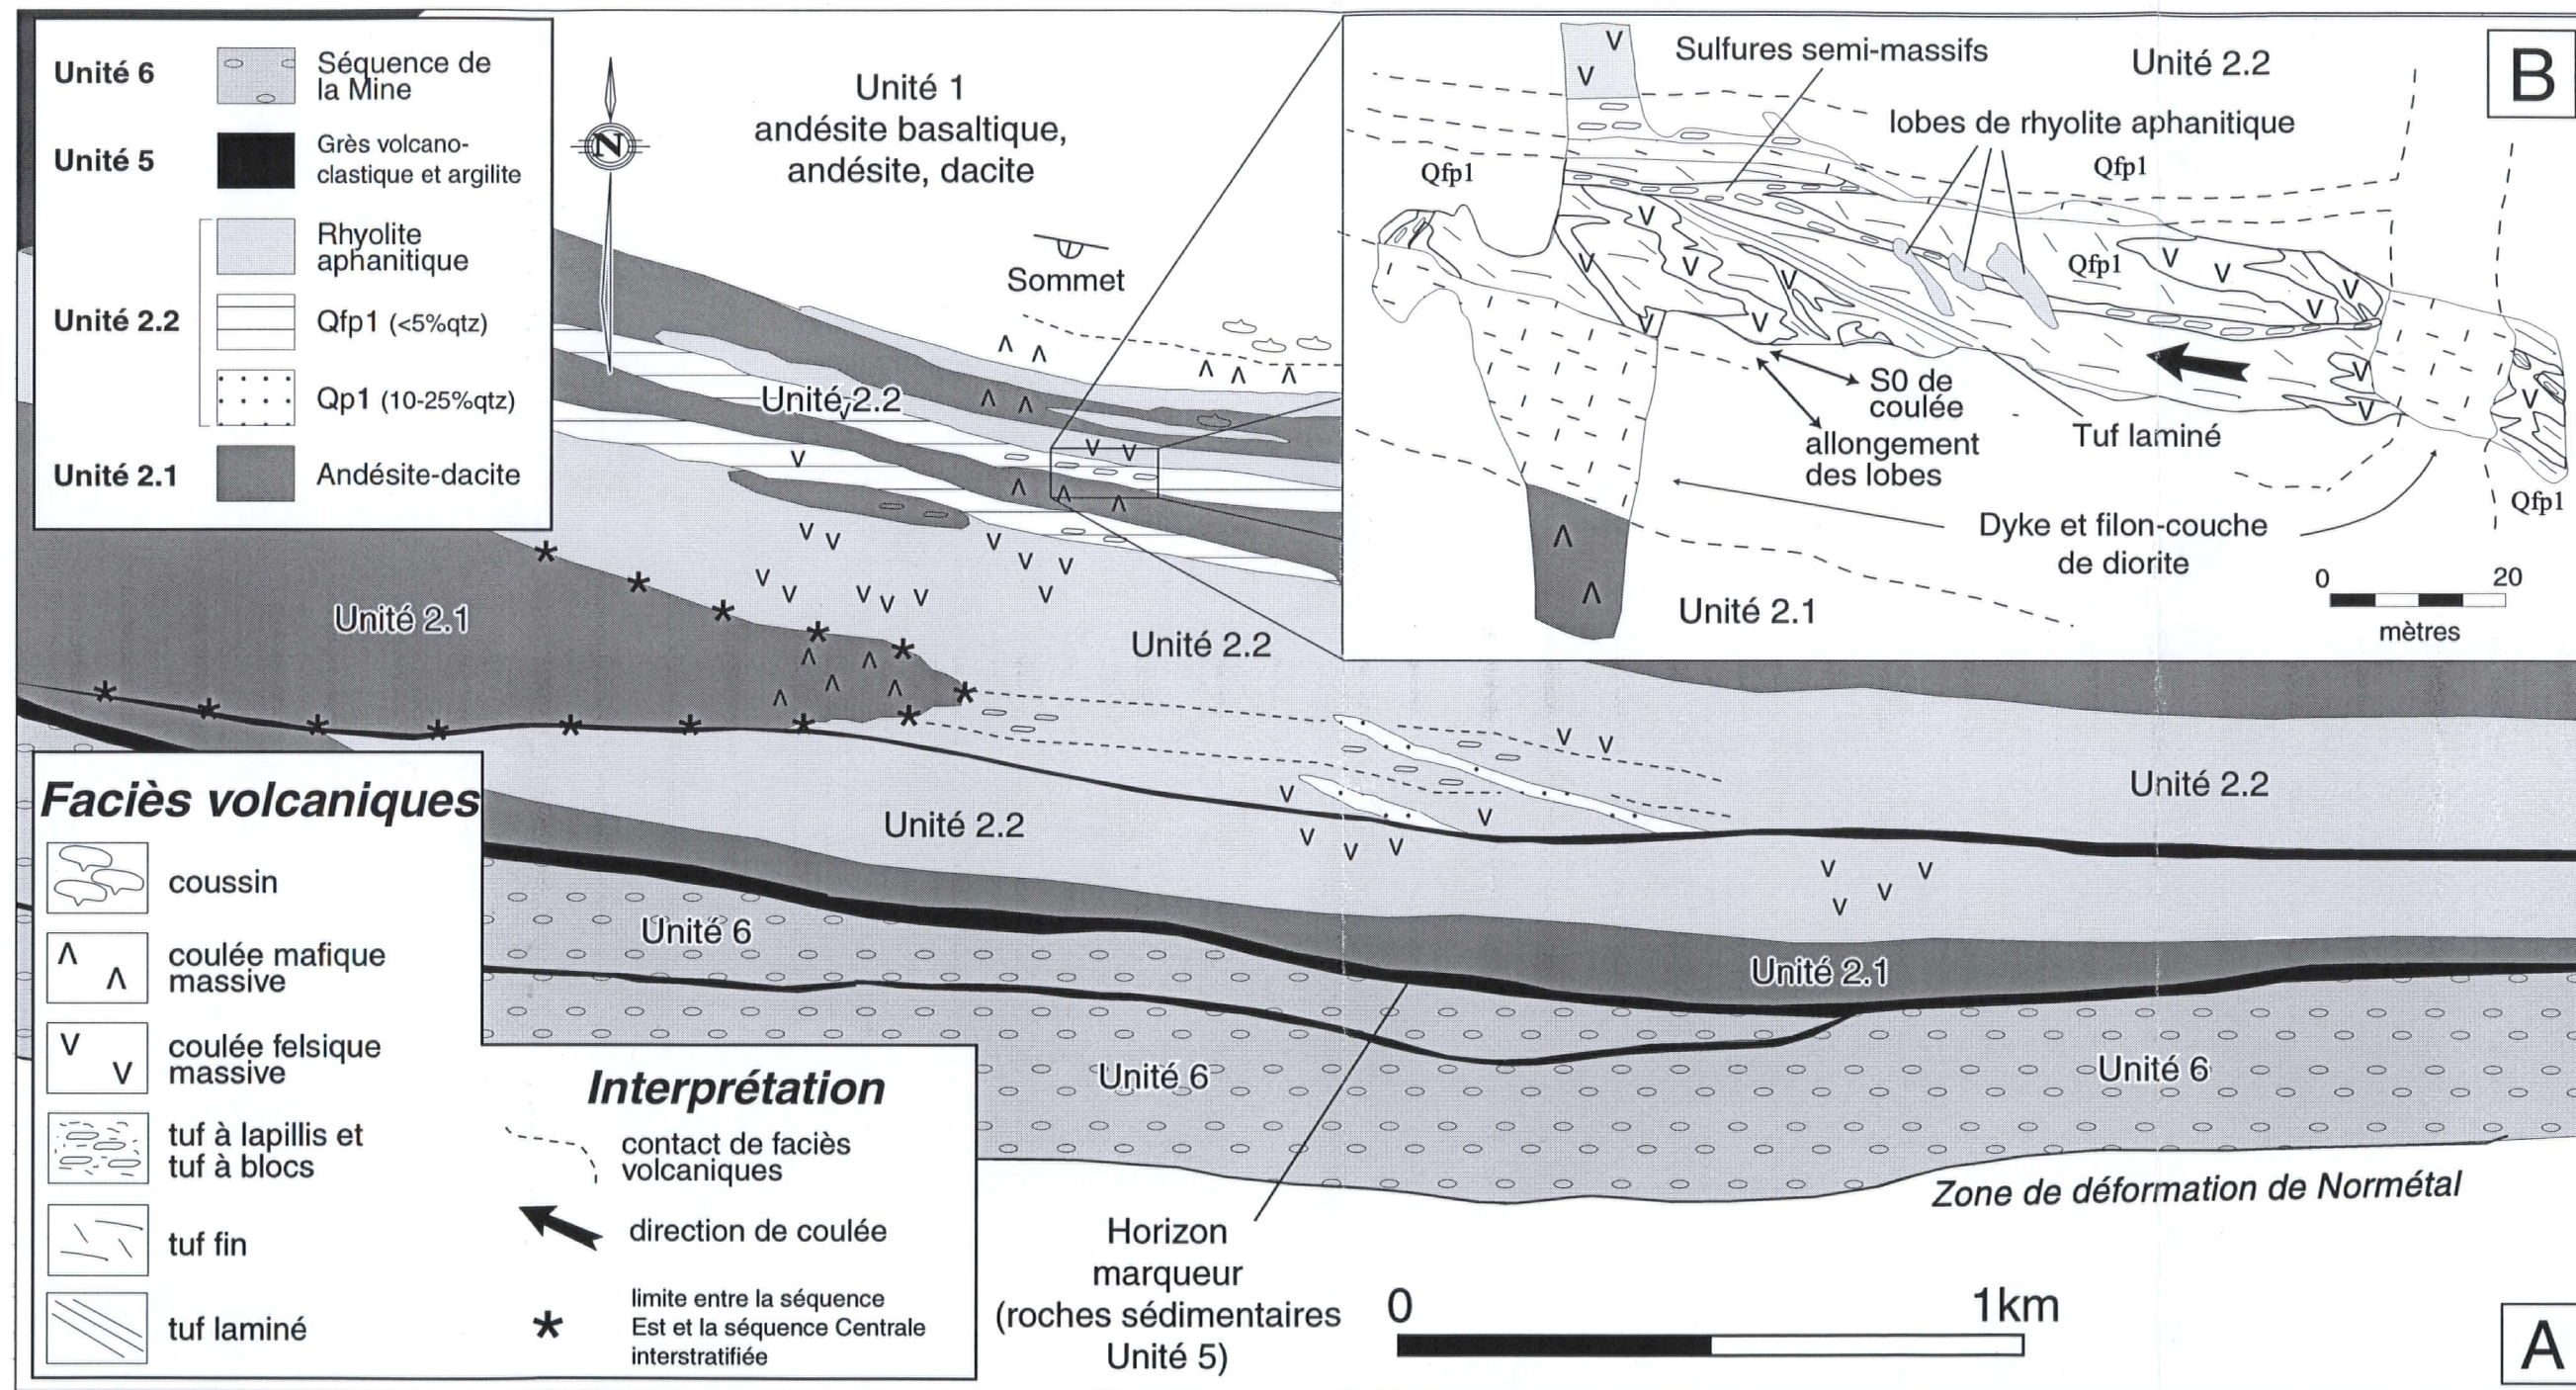 Unité 6
Séquence de
la Mine
Unité 5
Grès volcano-
clastique et argilite
Rhyolite
aphanitique
Unité 2.2
Qfp1 (<5%qtz)
Qp1 (10-25%qtz)
Unité 2.1
Andésite-dacite
N
Unité 1
andésite basaltique,
andésite, dacite
Sommet
Unité 2.2
Unité 2.1
Unité 2.2
Unité 2.2
Unité 2.2
Unité 6
Unité 2.1
Unité 6
Unité 6
Zone de déformation de Normétal
Horizon
marqueur
(roches sédimentaires
Unité 5)
0 1km
A
B
Sulfures semi-massifs
Unité 2.2
lobes de rhyolite aphanitique
Qfp1
Qfp1
Qfp1
S0 de
coulée
allongement
des lobes
Tuf laminé
Qfp1
Dyke et filon-couche
de diorite
Unité 2.1
0 20
mètres
Faciès volcaniques
coussin
coulée mafique
massive
coulée felsique
massive
tuf à lapillis et
tuf à blocs
tuf fin
tuf laminé
Interprétation
contact de faciès
volcaniques
direction de coulée
limite entre la séquence
Est et la séquence Centrale
interstratifiée